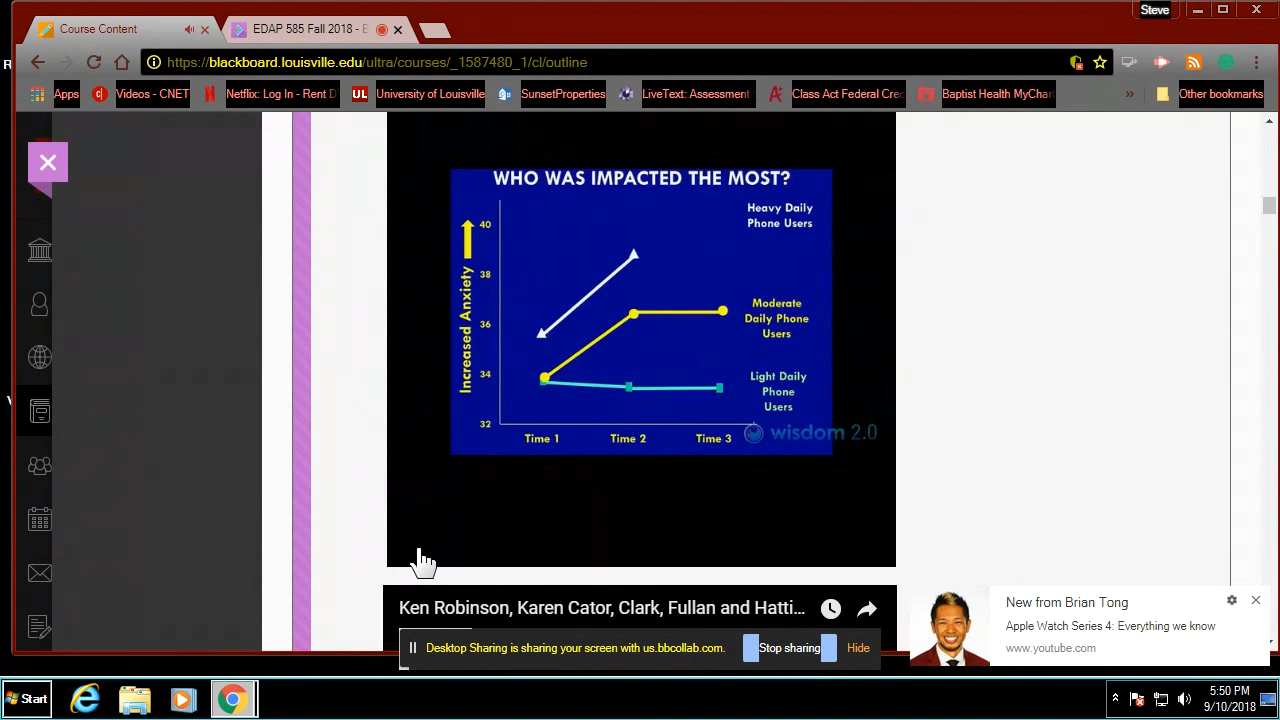 Steve
Course Content
EDAP 585 Fall 2018 - E
https://blackboard.louisville.edu/ultra/courses/_1587480_1/cl/outline
Apps Videos - CNET Netflix: Log In - Rent D University of Louisville SunsetProperties LiveText: Assessment Class Act Federal Cre Baptist Health MyChar » Other bookmarks
WHO WAS IMPACTED THE MOST?
Heavy Daily
Phone Users
Increased Anxiety
40
38
36
34
32
Moderate
Daily Phone
Users
Light Daily
Phone
Users
Time 1 Time 2 Time 3
wisdom 2.0
Ken Robinson, Karen Cator, Clark, Fullan and Hatti...
Desktop Sharing is sharing your screen with us.bbcollab.com. Stop sharing Hide
New from Brian Tong
Apple Watch Series 4: Everything we know
www.youtube.com
Start
5:50 PM
9/10/2018